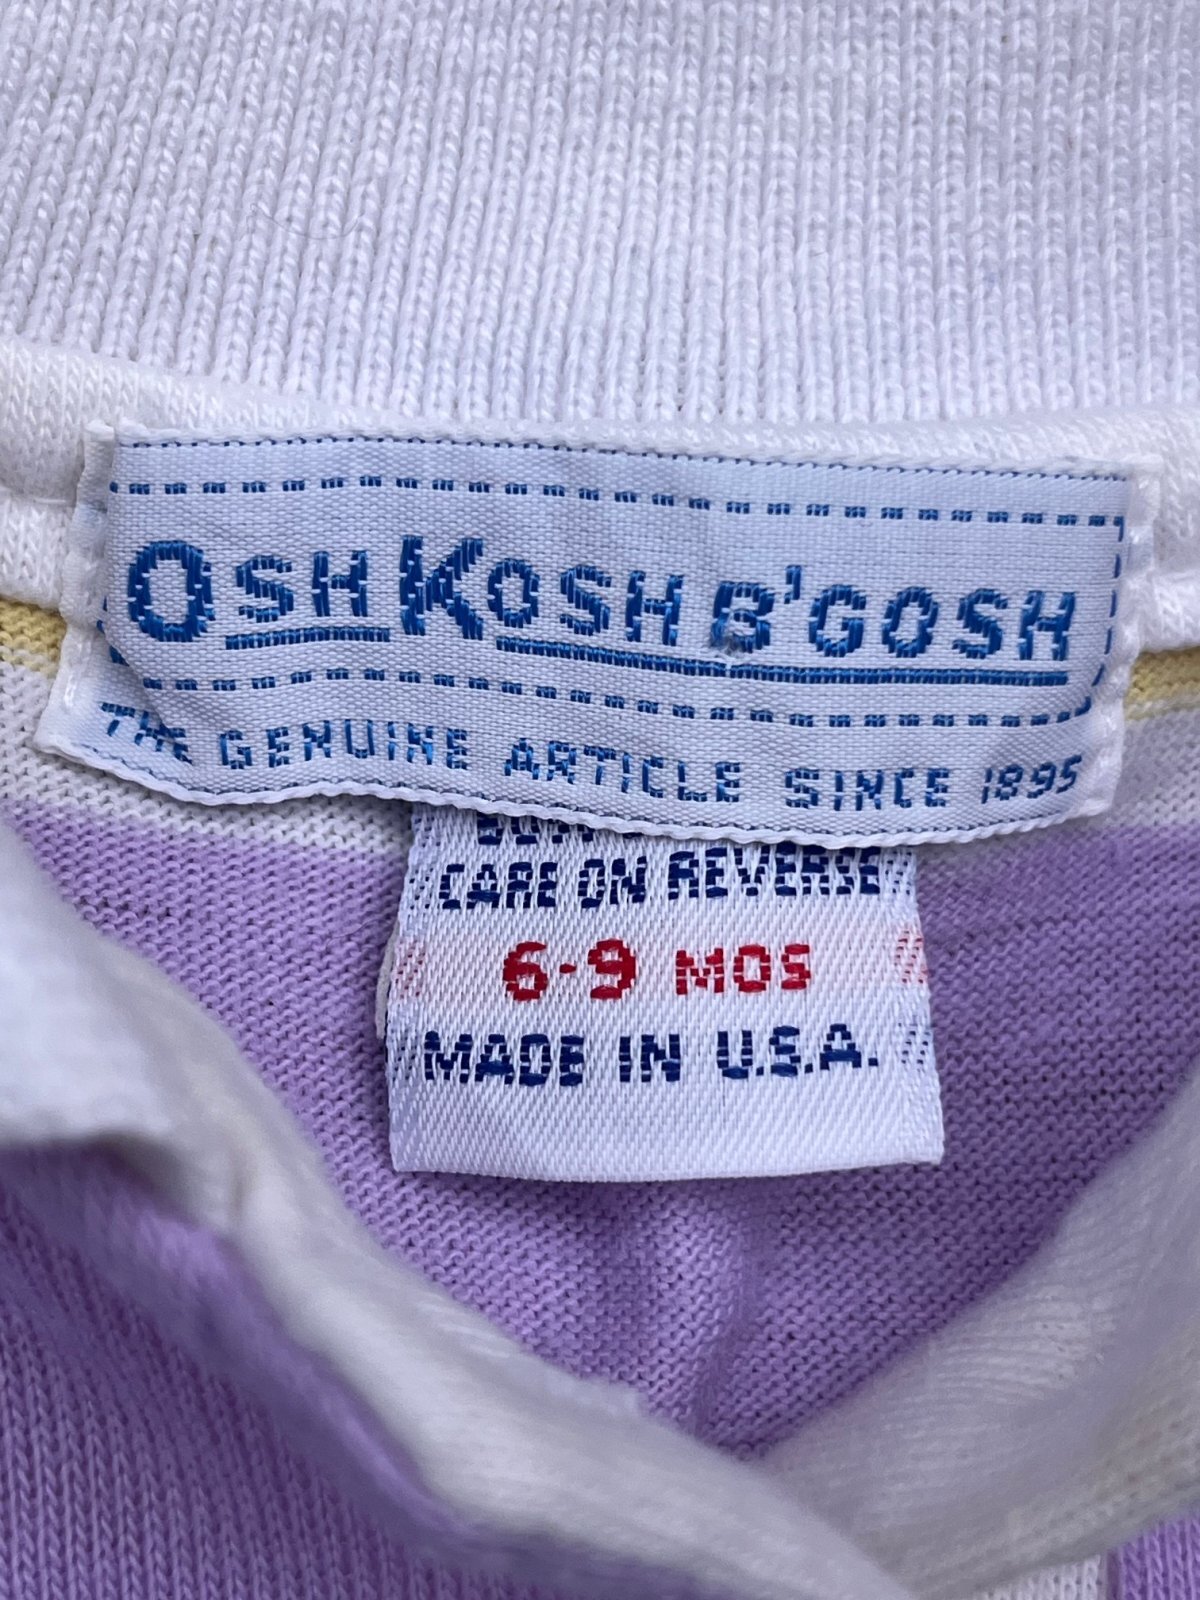 OSHKOSH B'GOSH
THE GENUINE ARTICLE SINCE 1895
CARE ON REVERSE
6-9 MOS
MADE IN U.S.A.